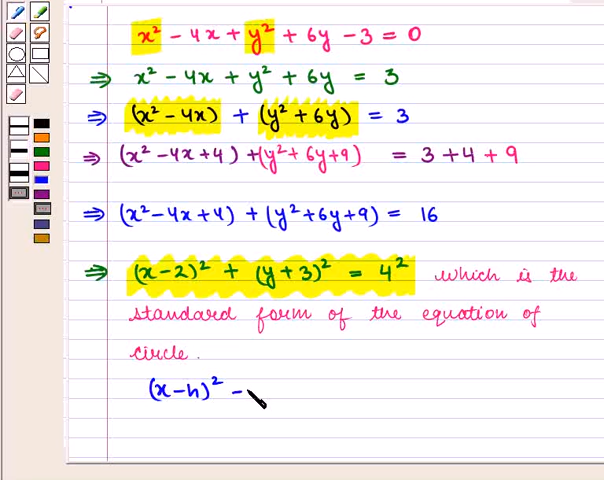 x² - 4x + y² + 6y - 3 = 0
⇒ x² - 4x + y² + 6y = 3
⇒ (x² - 4x) + (y² + 6y) = 3
⇒ (x² - 4x + 4) + (y² + 6y + 9) = 3 + 4 + 9
⇒ (x² - 4x + 4) + (y² + 6y + 9) = 16
⇒ (x - 2)² + (y + 3)² = 4² which is the
standard form of the equation of
circle.
(x - h)² -